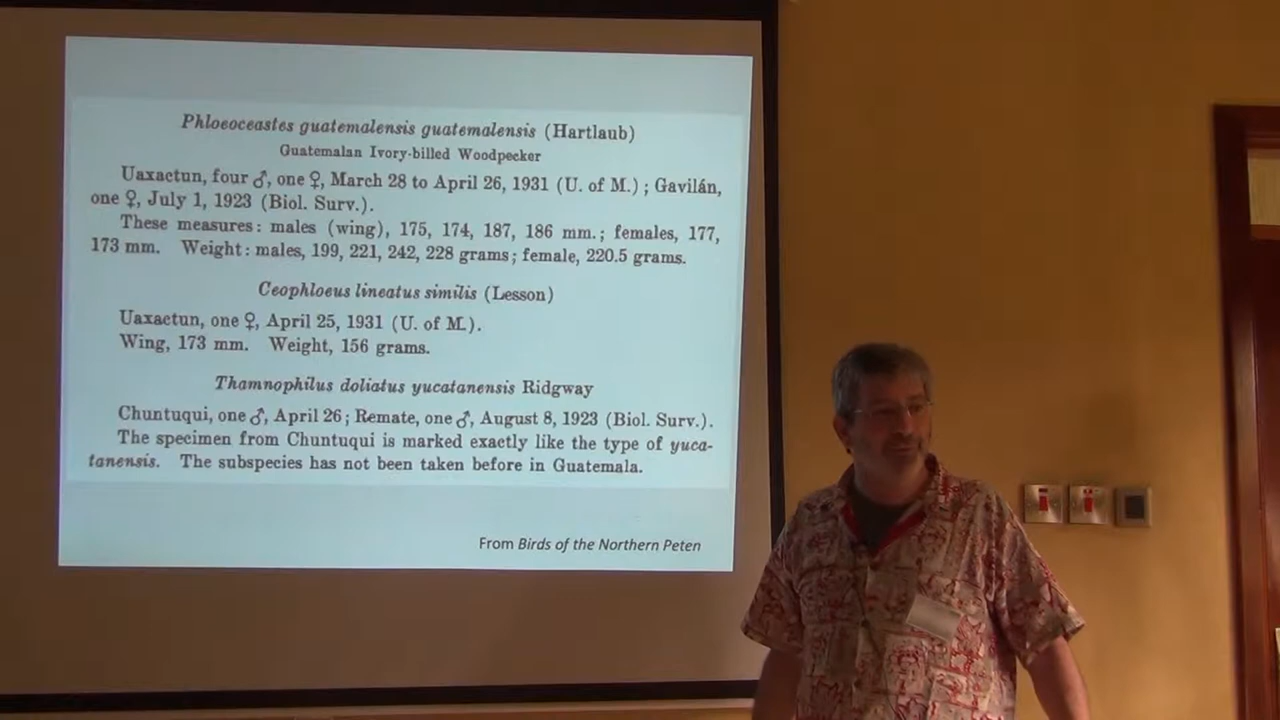 Phloeoceastes guatemalensis guatemalensis (Hartlaub)
Guatemalan Ivory-billed Woodpecker
Uaxactun, four ♂, one ♀, March 28 to April 26, 1931 (U. of M.); Gavilán,
one ♀, July 1, 1923 (Biol. Surv.).
These measure: males (wing), 175, 174, 187, 186 mm.; females, 177,
173 mm. Weight: males, 199, 221, 242, 228 grams; female, 220.5 grams.
Ceophloeus lineatus similis (Lesson)
Uaxactun, one ♀, April 25, 1931 (U. of M.).
Wing, 173 mm. Weight, 156 grams.
Thamnophilus doliatus yucatanensis Ridgway
Chuntuqui, one ♂, April 26; Remate, one ♂, August 8, 1923 (Biol. Surv.).
The specimen from Chuntuqui is marked exactly like the type of yuca-
tanensis. The subspecies has not been taken before in Guatemala.
From Birds of the Northern Peten